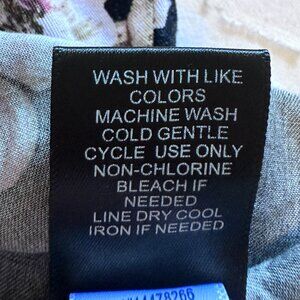 WASH WITH LIKE
COLORS
MACHINE WASH
COLD GENTLE
CYCLE USE ONLY
NON-CHLORINE
BLEACH IF
NEEDED
LINE DRY COOL
IRON IF NEEDED